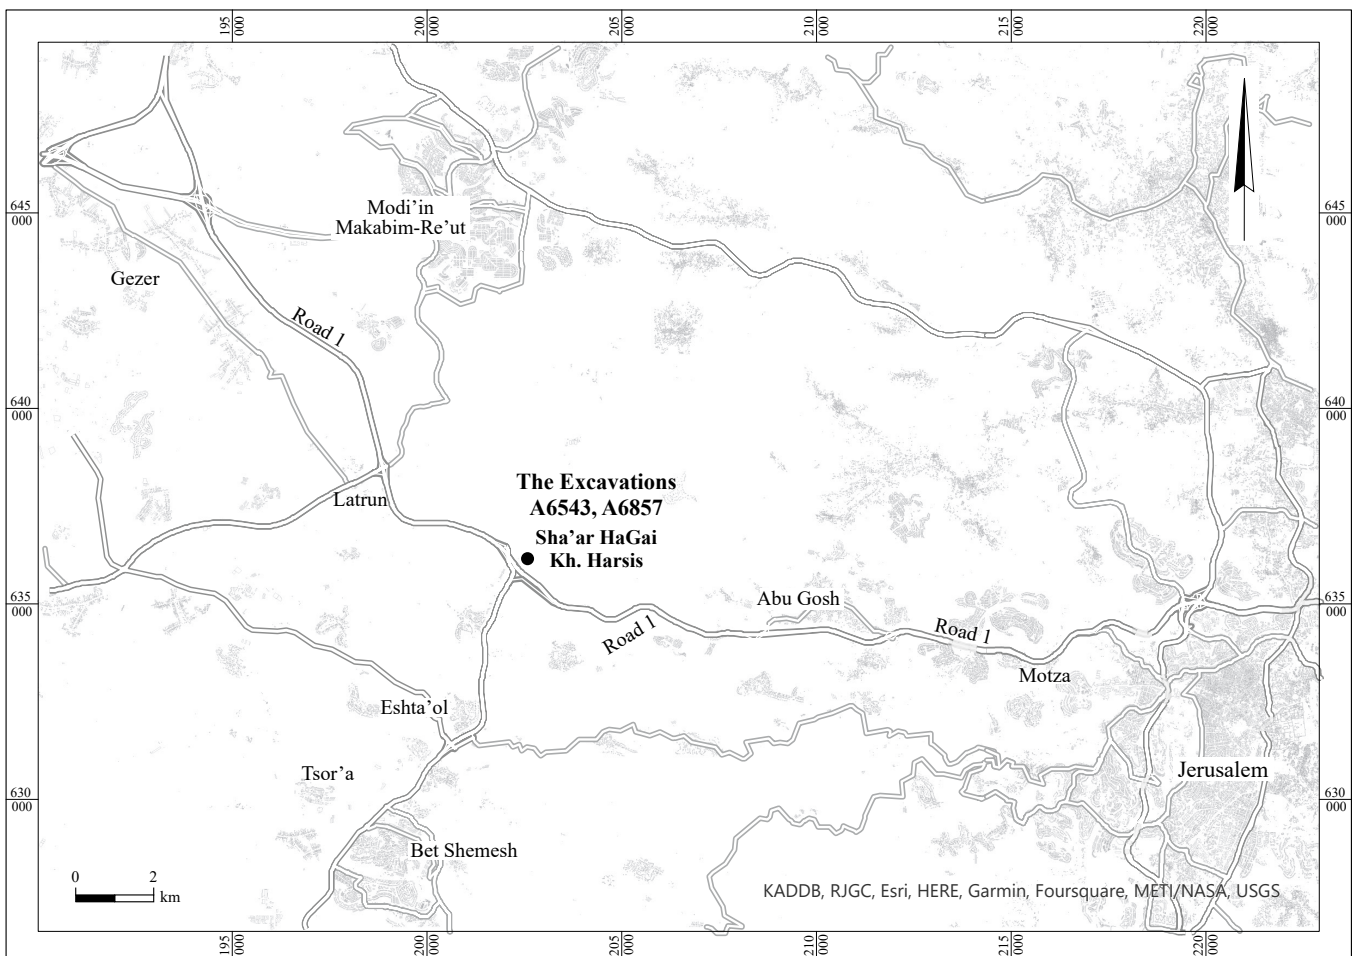 195
000
200
000
205
000
210
000
215
000
220
000
645
000
645
000
Modi'in
Makabim-Re'ut
Gezer
Road 1
640
000
640
000
The Excavations
A6543, A6857
Latrun
Sha'ar HaGai
Kh. Harsis
Abu Gosh
635
000
635
000
Road 1
Road 1
Motza
Eshta'ol
Tsor'a
Jerusalem
630
000
630
000
Bet Shemesh
0 2
km
KADDB, RJGC, Esri, HERE, Garmin, Foursquare, METI/NASA, USGS
195
000
200
000
205
000
210
000
215
000
220
000